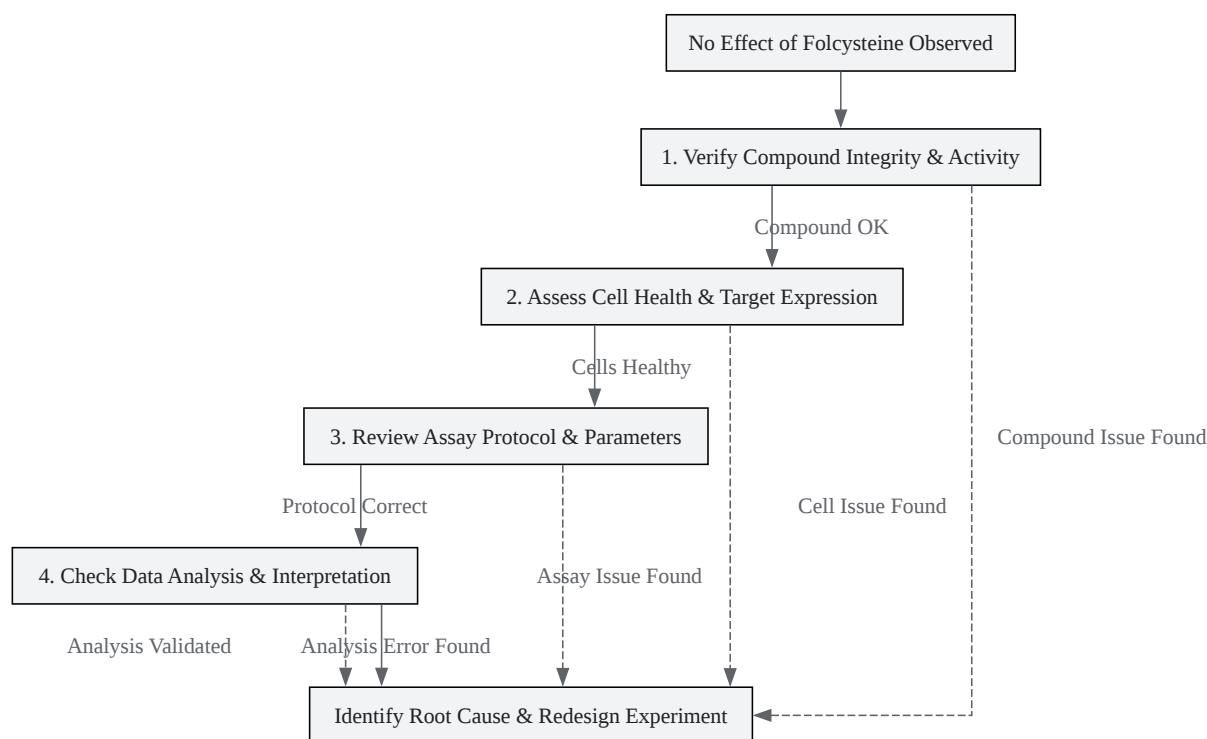 No Effect of Folcysteine Observed
1. Verify Compound Integrity & Activity
Compound OK
2. Assess Cell Health & Target Expression
Cells Healthy
3. Review Assay Protocol & Parameters
Compound Issue Found
Protocol Correct
Cell Issue Found
4. Check Data Analysis & Interpretation
Assay Issue Found
Analysis Validated
Analysis Error Found
Identify Root Cause & Redesign Experiment